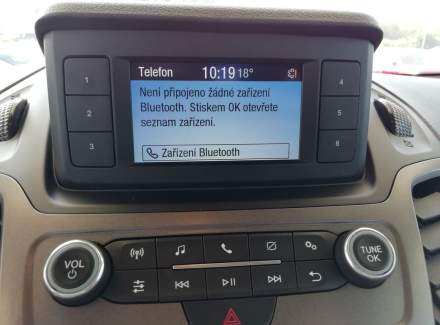 Telefon 10:19 18°
Není připojeno žádné zařízení
Bluetooth. Stiskem OK otevřete
seznam zařízení.
Zařízení Bluetooth
1
2
3
4
5
6
VOL
TUNE
OK